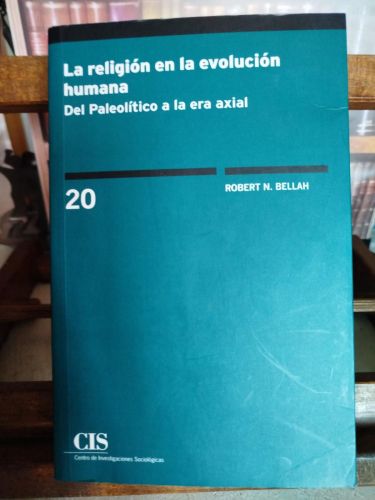 La religión en la evolución
humana
Del Paleolítico a la era axial
20
ROBERT N. BELLAH
CIS
Centro de Investigaciones Sociológicas